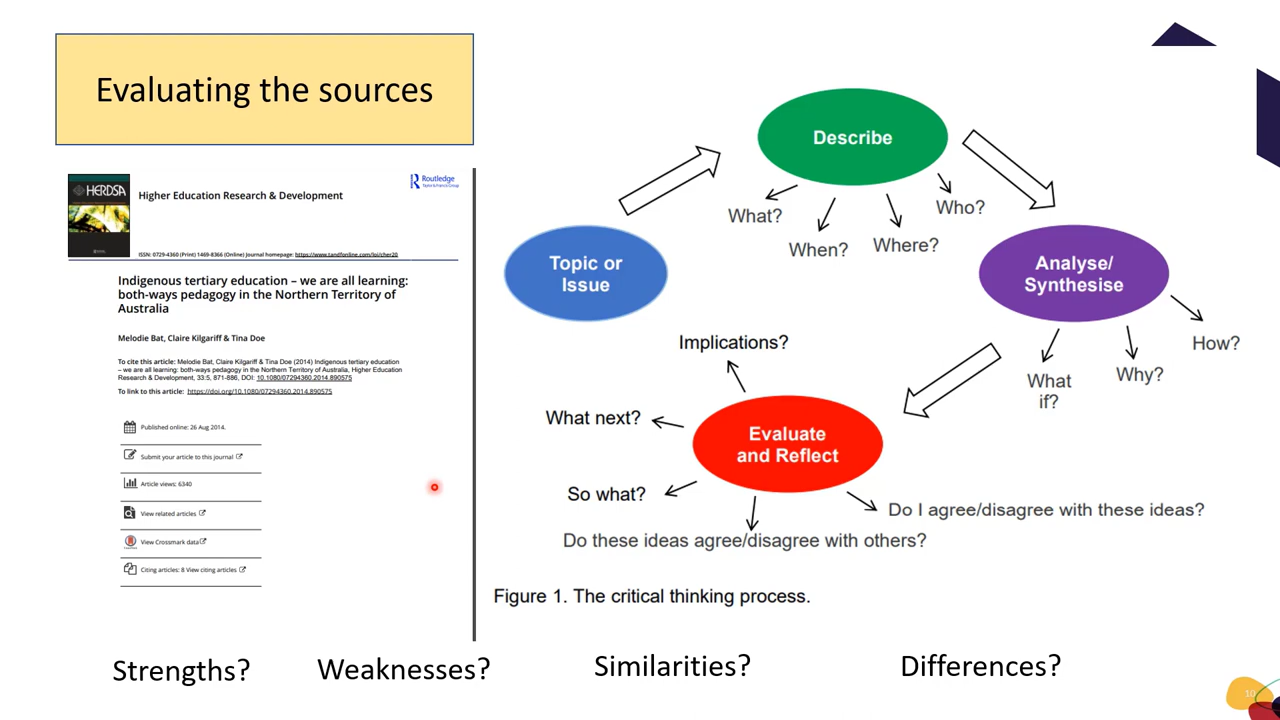 Evaluating the sources
HERDSA
Higher Education Research & Development
Routledge
Taylor & Francis Group
ISSN: 0729-4360 (Print) 1469-8366 (Online) Journal homepage: https://www.tandfonline.com/loi/cher20
Indigenous tertiary education – we are all learning:
both-ways pedagogy in the Northern Territory of
Australia
Melodie Bat, Claire Kilgariff & Tina Doe
To cite this article: Melodie Bat, Claire Kilgariff & Tina Doe (2014) Indigenous tertiary education
– we are all learning: both-ways pedagogy in the Northern Territory of Australia, Higher Education
Research & Development, 33:5, 871-886, DOI: 10.1080/07294360.2014.890575
To link to this article: https://doi.org/10.1080/07294360.2014.890575
Published online: 26 Aug 2014.
Submit your article to this journal
Article views: 6340
View related articles
View Crossmark data
Citing articles: 8 View citing articles
Describe
What?
When?
Where?
Who?
Topic or
Issue
Analyse/
Synthesise
How?
Why?
What
if?
Implications?
What next?
Evaluate
and Reflect
So what?
Do I agree/disagree with these ideas?
Do these ideas agree/disagree with others?
Figure 1. The critical thinking process.
Strengths?
Weaknesses?
Similarities?
Differences?
10